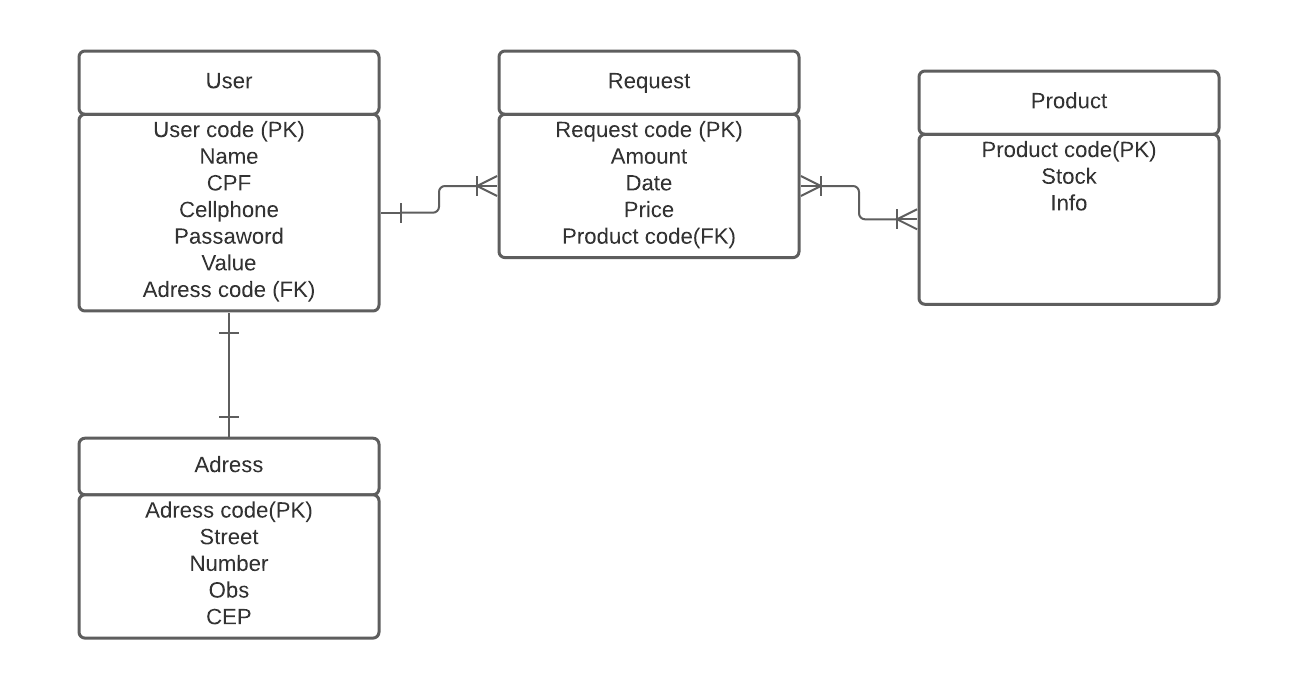 User
User code (PK)
Name
CPF
Cellphone
Passaword
Value
Adress code (FK)
Request
Request code (PK)
Amount
Date
Price
Product code(FK)
Product
Product code(PK)
Stock
Info
Adress
Adress code(PK)
Street
Number
Obs
CEP